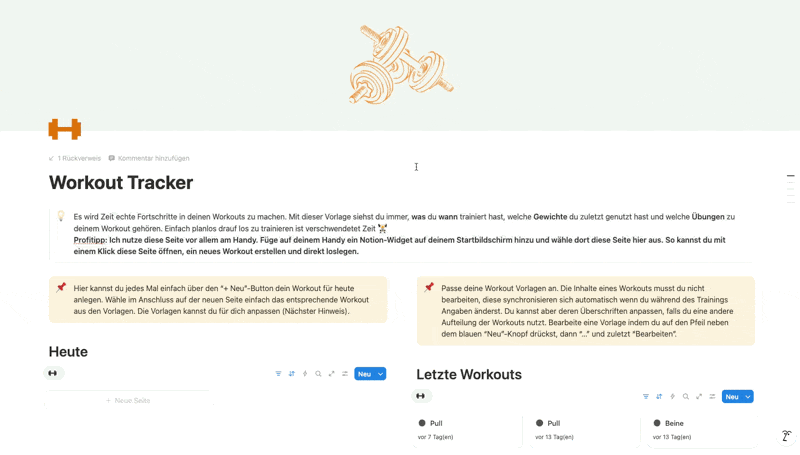 1 Rückverweis Kommentar hinzufügen
Workout Tracker
Es wird Zeit echte Fortschritte in deinen Workouts zu machen. Mit dieser Vorlage siehst du immer, was du wann trainiert hast, welche Gewichte du zuletzt genutzt hast und welche Übungen zu
deinem Workout gehören. Einfach planlos drauf los zu trainieren ist verschwendetet Zeit
Profitipp: Ich nutze diese Seite vor allem am Handy. Füge auf deinem Handy ein Notion-Widget auf deinem Startbildschirm hinzu und wähle dort diese Seite hier aus. So kannst du mit
einem Klick diese Seite öffnen, ein neues Workout erstellen und direkt loslegen.
Hier kannst du jedes Mal einfach über den "+ Neu"-Button dein Workout für heute
anlegen. Wähle im Anschluss auf der neuen Seite einfach das entsprechende Workout
aus den Vorlagen. Die Vorlagen kannst du für dich anpassen (Nächster Hinweis).
Heute
Neu
+ Neue Seite
Passe deine Workout Vorlagen an. Die Inhalte eines Workouts musst du nicht
bearbeiten, diese synchronisieren sich automatisch wenn du während des Trainings
Angaben änderst. Du kannst aber deren Überschriften anpassen, falls du eine andere
Aufteilung der Workouts nutzt. Bearbeite eine Vorlage indem du auf den Pfeil neben
dem blauen “Neu”-Knopf drückst, dann “…” und zuletzt “Bearbeiten”.
Letzte Workouts
Neu
Pull
vor 7 Tag(en)
Pull
vor 13 Tag(en)
Beine
vor 13 Tag(en)